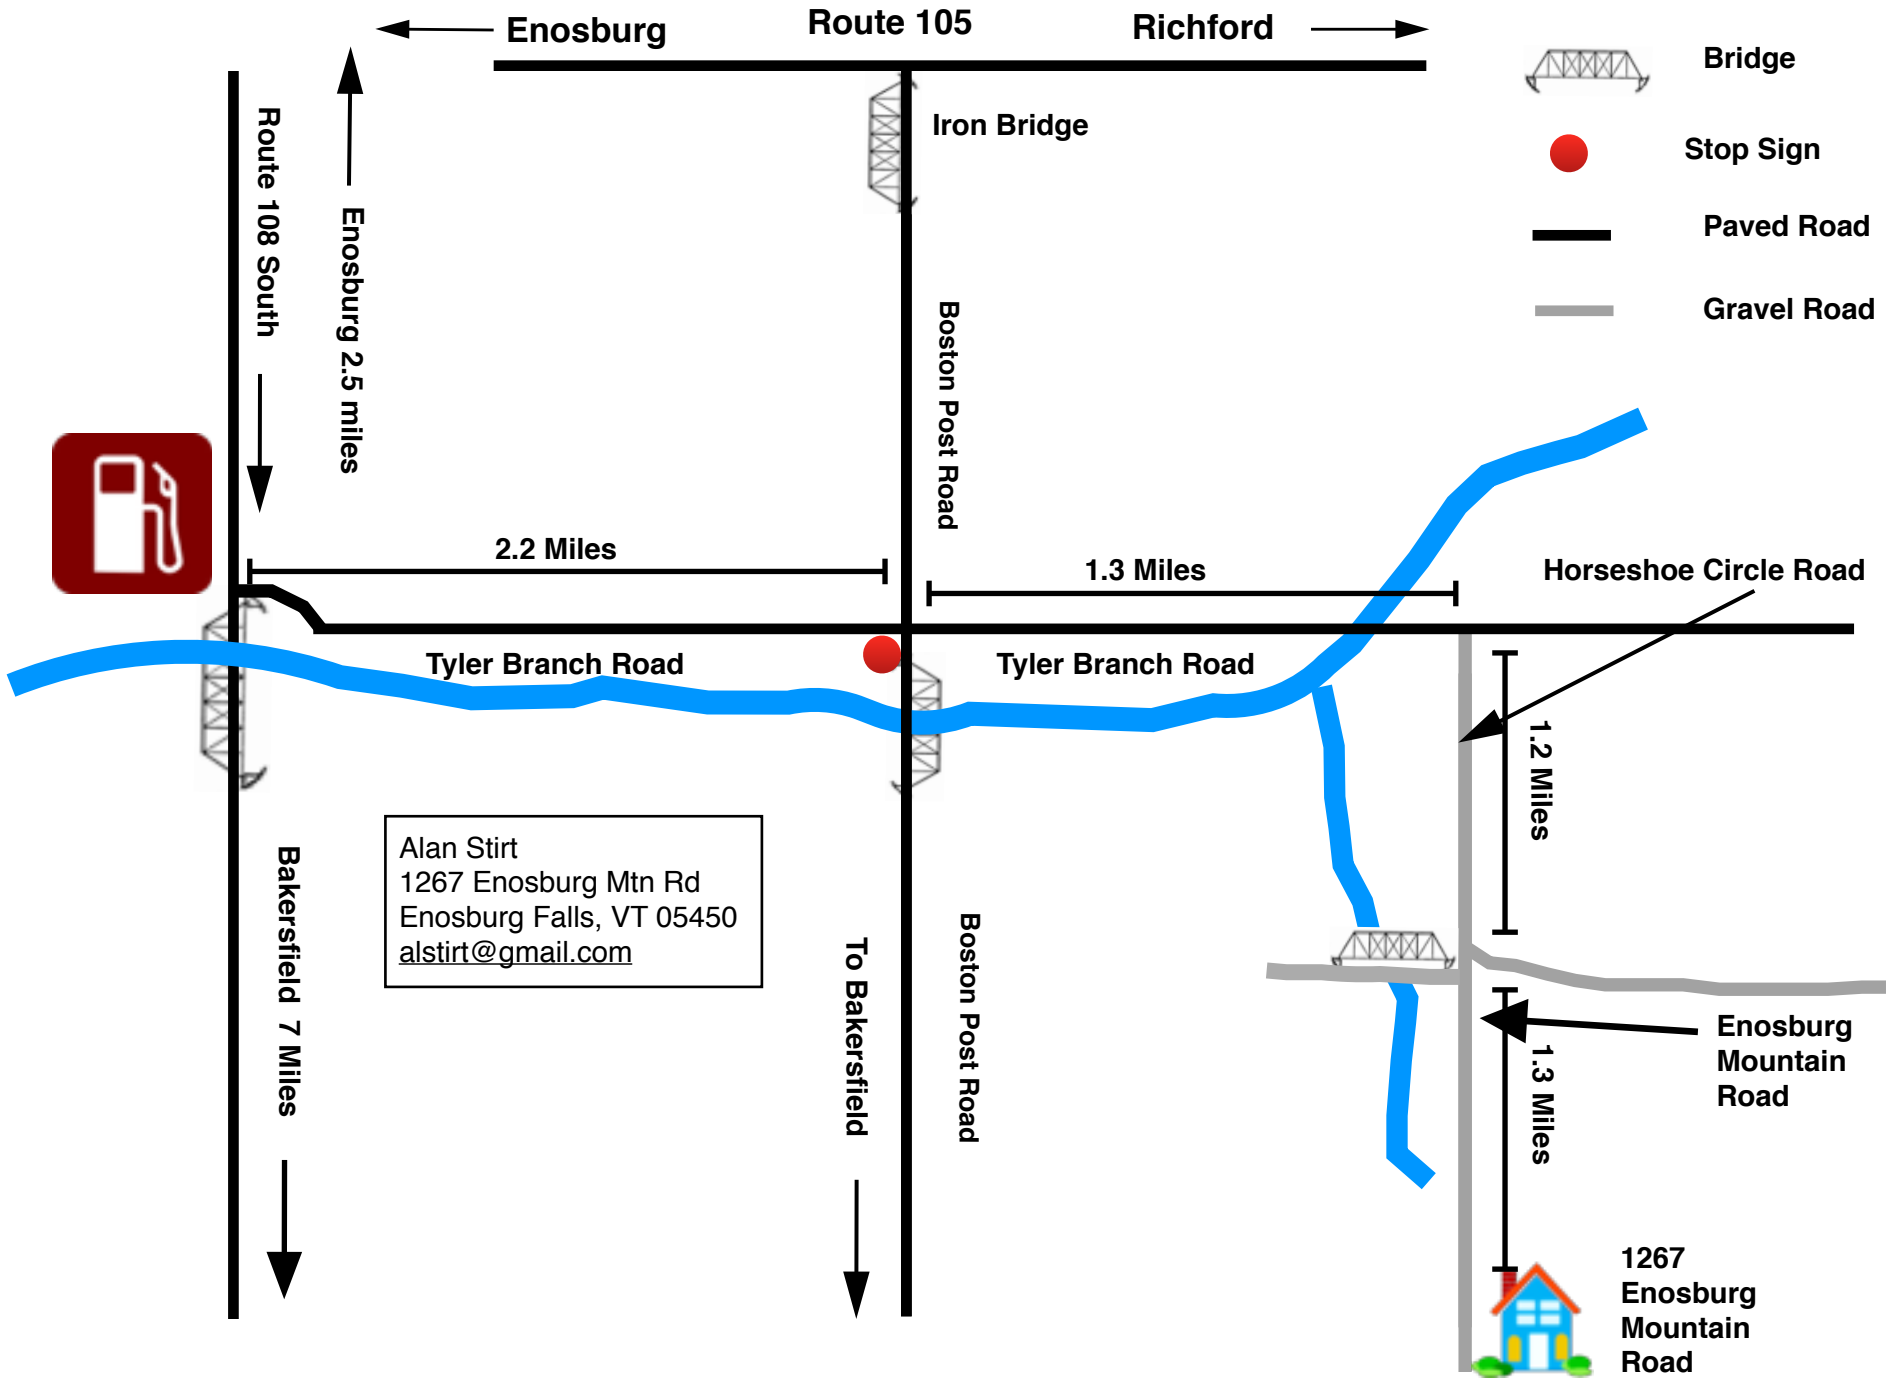 Enosburg
Route 105
Richford
Bridge
Iron Bridge
Stop Sign
Paved Road
Gravel Road
Route 108 South
Enosburg 2.5 miles
Boston Post Road
2.2 Miles
1.3 Miles
Horseshoe Circle Road
Tyler Branch Road
Tyler Branch Road
1.2 Miles
Alan Stirt
1267 Enosburg Mtn Rd
Enosburg Falls, VT 05450
alstirt@gmail.com
Bakersfield 7 Miles
To Bakersfield
Boston Post Road
Enosburg
Mountain
Road
1.3 Miles
1267
Enosburg
Mountain
Road